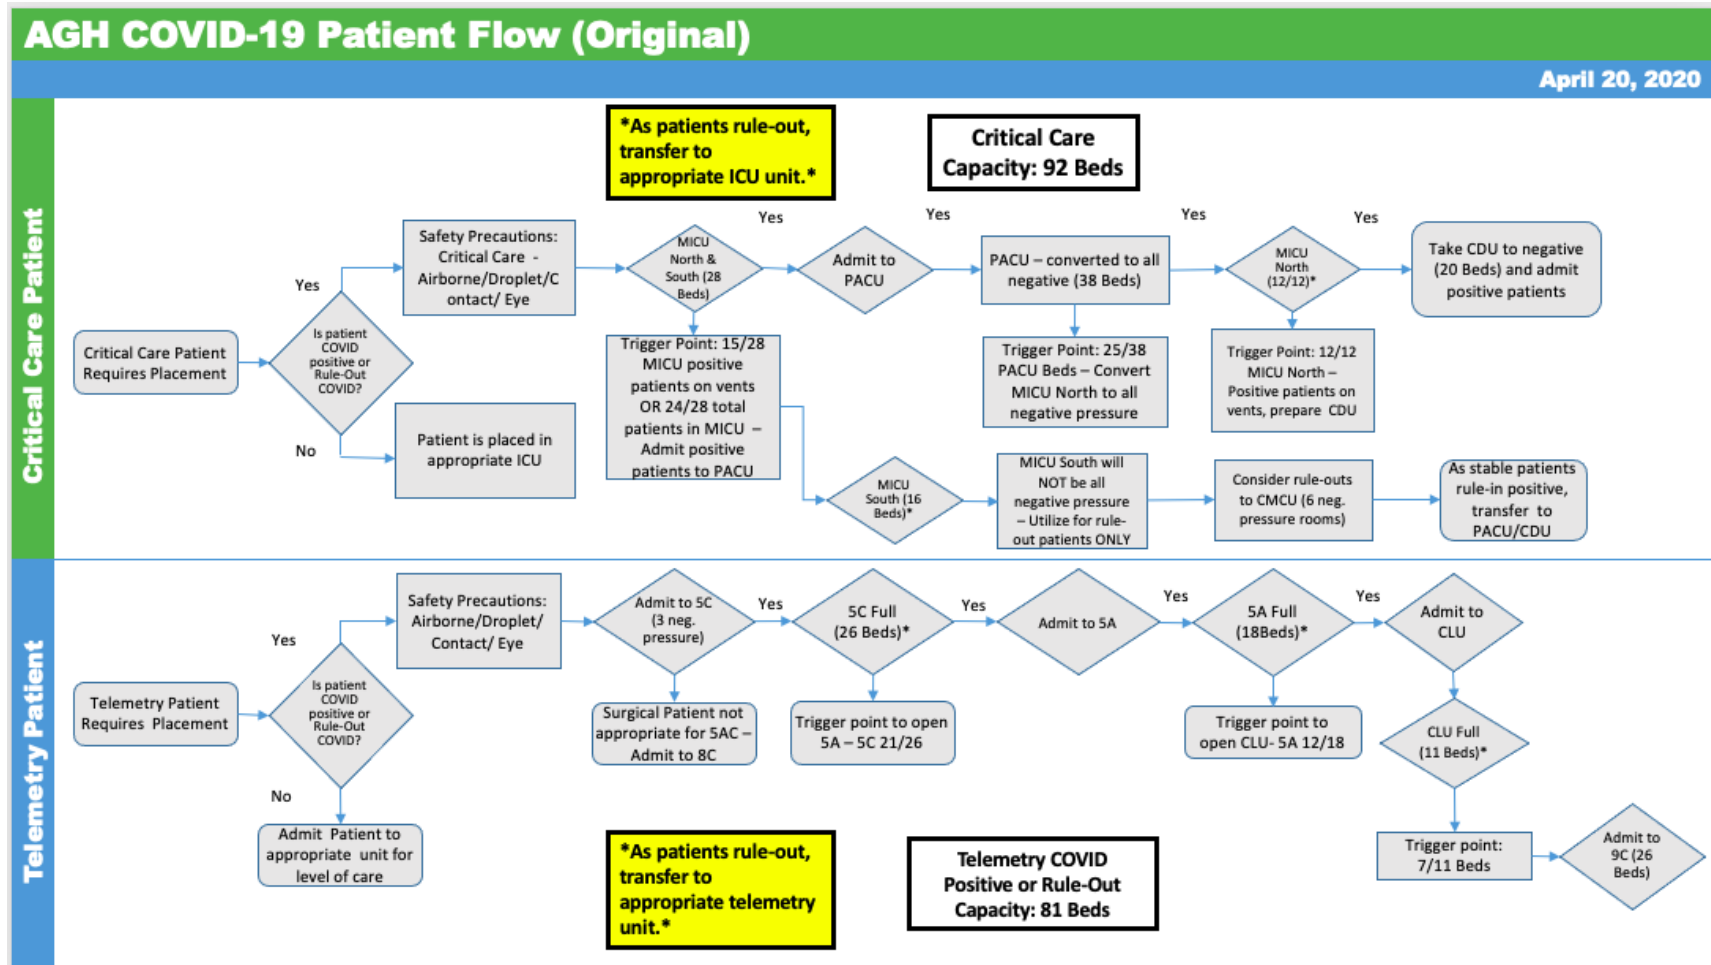 AGH COVID-19 Patient Flow (Original)
April 20, 2020
Critical Care Patient
*As patients rule-out,
transfer to
appropriate ICU unit.*
Critical Care
Capacity: 92 Beds
Critical Care Patient
Requires Placement
Is patient
COVID
positive or
Rule-Out
COVID?
Yes
No
Safety Precautions:
Critical Care -
Airborne/Droplet/C
ontact/ Eye
Patient is placed in
appropriate ICU
MICU
North &
South (28
Beds)
Yes
Trigger Point: 15/28
MICU positive
patients on vents
OR 24/28 total
patients in MICU –
Admit positive
patients to PACU
Admit to
PACU
Yes
PACU – converted to all
negative (38 Beds)
Yes
Trigger Point: 25/38
PACU Beds – Convert
MICU North to all
negative pressure
MICU
North
(12/12)*
Yes
Trigger Point: 12/12
MICU North –
Positive patients on
vents, prepare CDU
Take CDU to negative
(20 Beds) and admit
positive patients
MICU
South (16
Beds)*
MICU South will
NOT be all
negative pressure
– Utilize for rule-
out patients ONLY
Consider rule-outs
to CMCU (6 neg.
pressure rooms)
As stable patients
rule-in positive,
transfer to
PACU/CDU
Telemetry Patient
Telemetry Patient
Requires Placement
Is patient
COVID
positive or
Rule-Out
COVID?
Yes
No
Safety Precautions:
Airborne/Droplet/
Contact/ Eye
Admit Patient to
appropriate unit for
level of care
Admit to 5C
(3 neg.
pressure)
Yes
Surgical Patient not
appropriate for 5AC –
Admit to 8C
5C Full
(26 Beds)*
Yes
Trigger point to open
5A – 5C 21/26
Admit to 5A
Yes
5A Full
(18Beds)*
Yes
Trigger point to
open CLU- 5A 12/18
Admit to
CLU
CLU Full
(11 Beds)*
Trigger point:
7/11 Beds
Admit to
9C (26
Beds)
*As patients rule-out,
transfer to
appropriate telemetry
unit.*
Telemetry COVID
Positive or Rule-Out
Capacity: 81 Beds